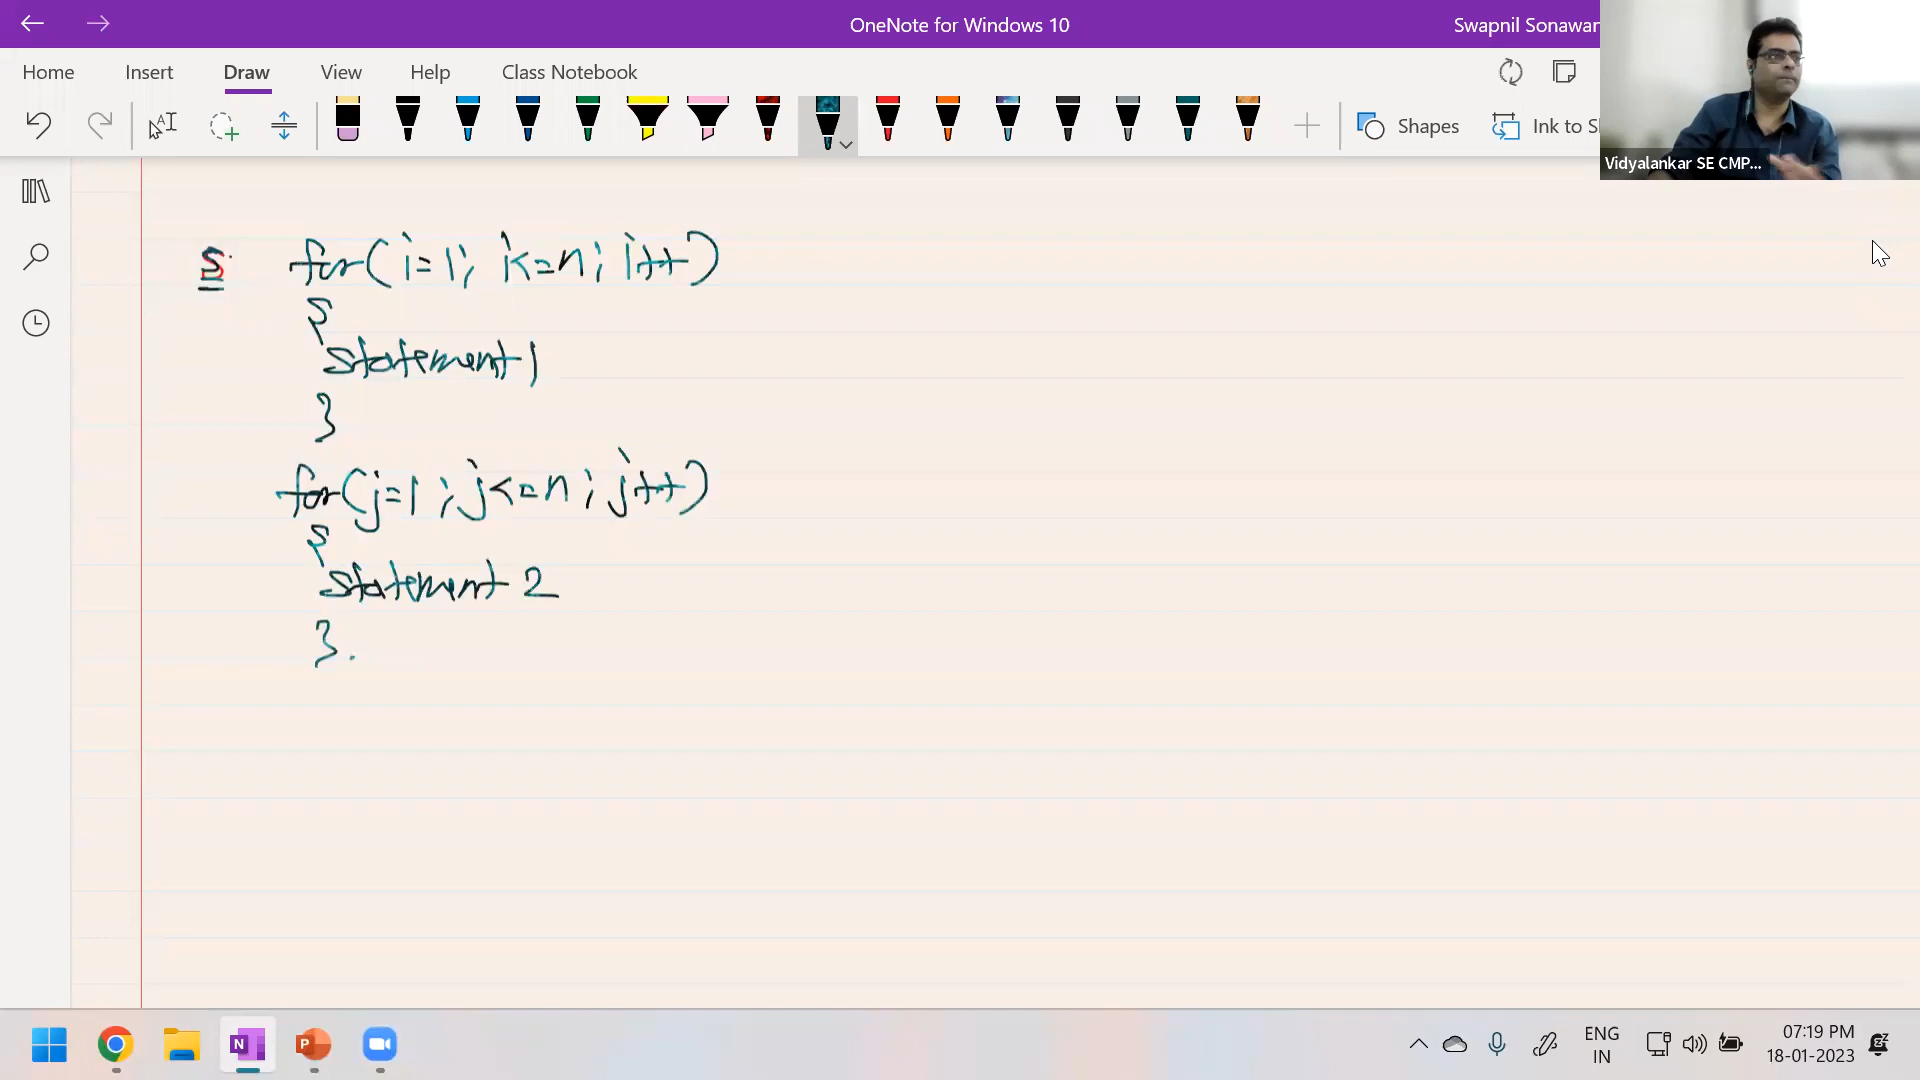 OneNote for Windows 10
Swapnil Sonawar
Home Insert Draw View Help Class Notebook
Shapes
Ink to S
Vidyalankar SE CMP...
5. for(i=1; i<=n; i++)
{
statement 1
}
for(j=1; j<=n; j++)
{
statement 2
}.
ENG
IN
07:19 PM
18-01-2023